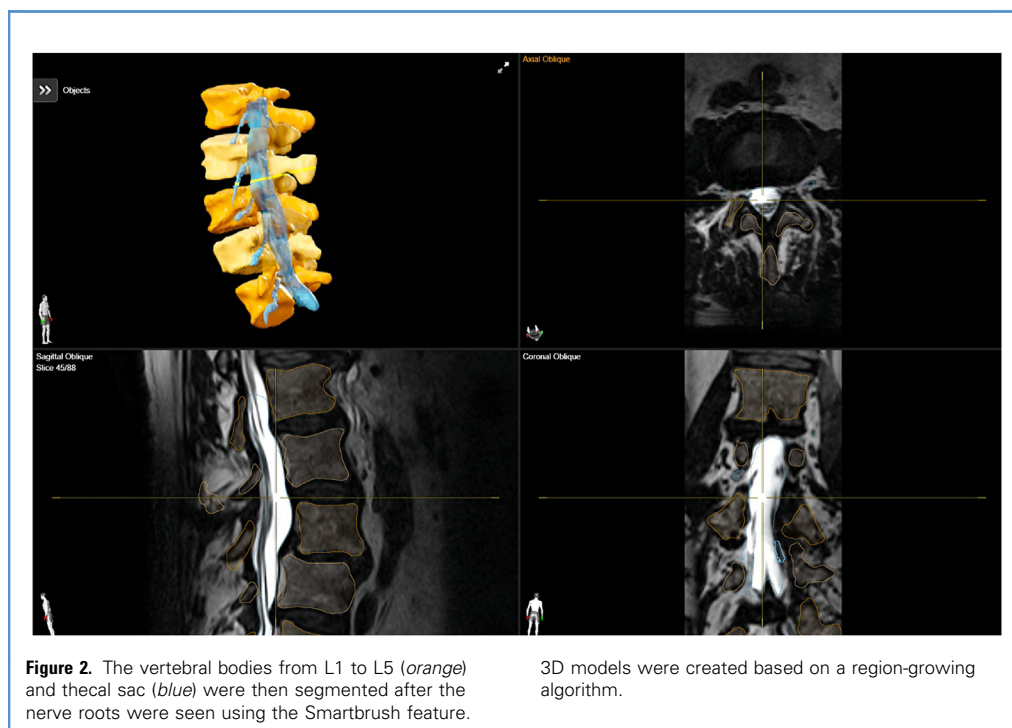 Objects
Axial Oblique
Sagittal Oblique
Slice 45/88
Coronal Oblique
Figure 2. The vertebral bodies from L1 to L5 (orange)
and thecal sac (blue) were then segmented after the
nerve roots were seen using the Smartbrush feature.
3D models were created based on a region-growing
algorithm.